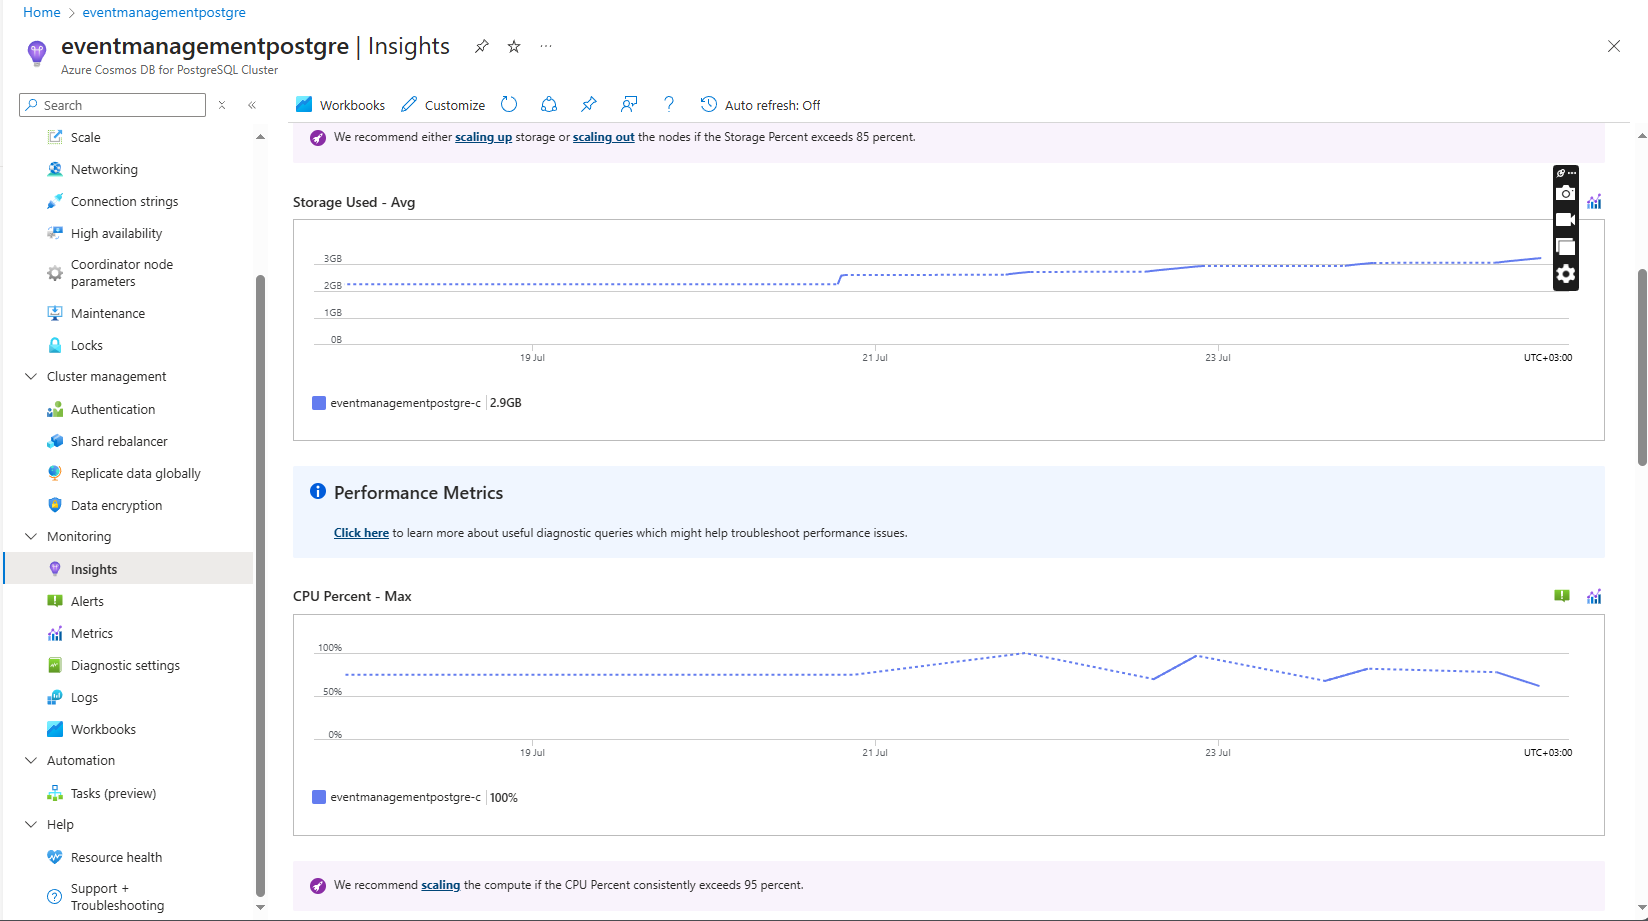 Home > eventmanagementpostgre
eventmanagementpostgre | Insights
Azure Cosmos DB for PostgreSQL Cluster
Search
Scale
Networking
Connection strings
High availability
Coordinator node
parameters
Maintenance
Locks
Cluster management
Authentication
Shard rebalancer
Replicate data globally
Data encryption
Monitoring
Insights
Alerts
Metrics
Diagnostic settings
Logs
Workbooks
Automation
Tasks (preview)
Help
Resource health
Support +
Troubleshooting
Workbooks Customize Auto refresh: Off
We recommend either scaling up storage or scaling out the nodes if the Storage Percent exceeds 85 percent.
Storage Used - Avg
3GB
2GB
1GB
0B
19 Jul 21 Jul 23 Jul UTC+03:00
eventmanagementpostgre-c 2.9GB
Performance Metrics
Click here to learn more about useful diagnostic queries which might help troubleshoot performance issues.
CPU Percent - Max
100%
50%
0%
19 Jul 21 Jul 23 Jul UTC+03:00
eventmanagementpostgre-c 100%
We recommend scaling the compute if the CPU Percent consistently exceeds 95 percent.